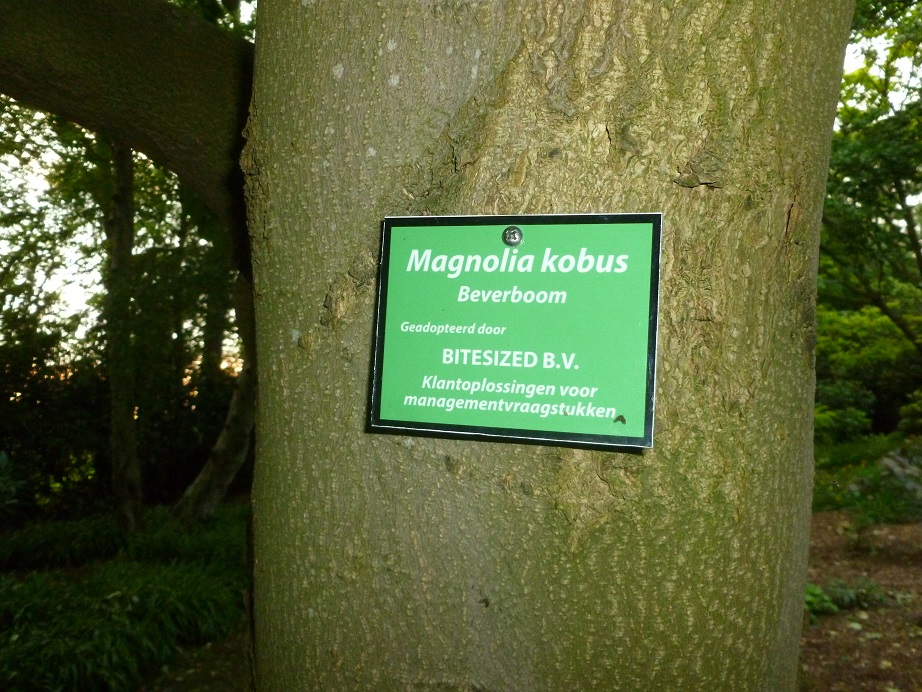 Magnolia kobus
Beverboom
Geadopteerd door
BITESIZED B.V.
Klantoplossingen voor
managementvraagstukken